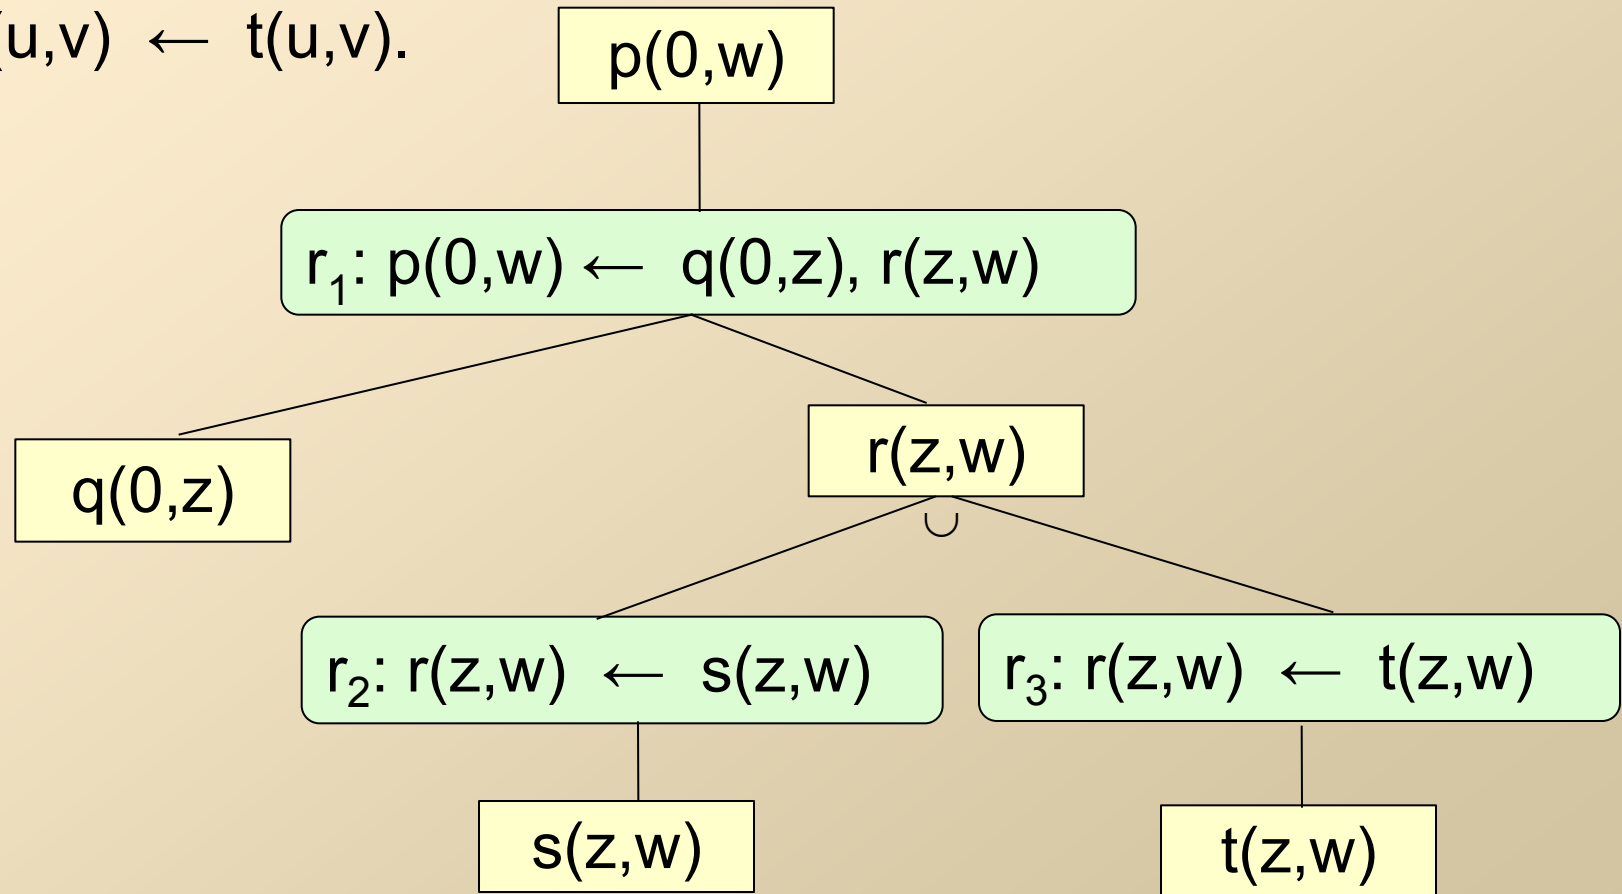 (u,v) ← t(u,v).
p(0,w)
r₁: p(0,w) ← q(0,z), r(z,w)
r(z,w)
q(0,z)
∪
r₂: r(z,w) ← s(z,w)
r₃: r(z,w) ← t(z,w)
s(z,w)
t(z,w)